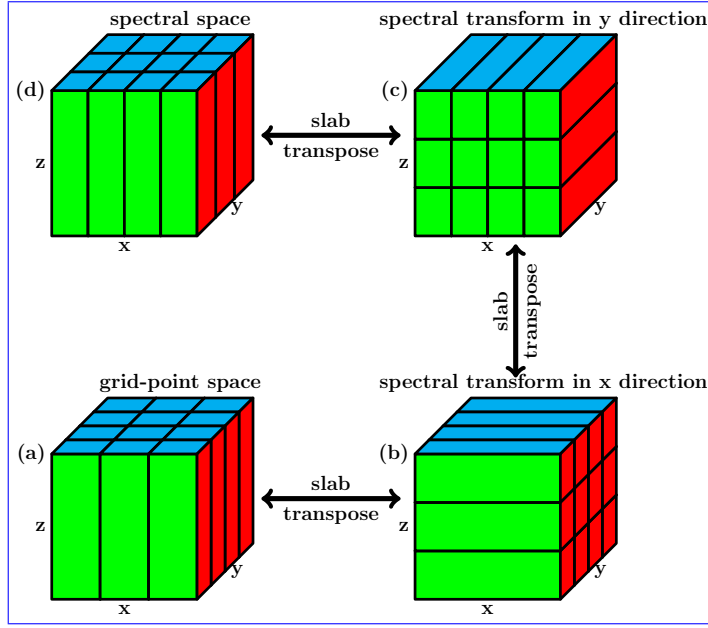 spectral space
(d)
z
x
y
slab
transpose
spectral transform in y direction
(c)
z
x
y
slab
transpose
grid-point space
(a)
z
x
y
slab
transpose
spectral transform in x direction
(b)
z
x
y